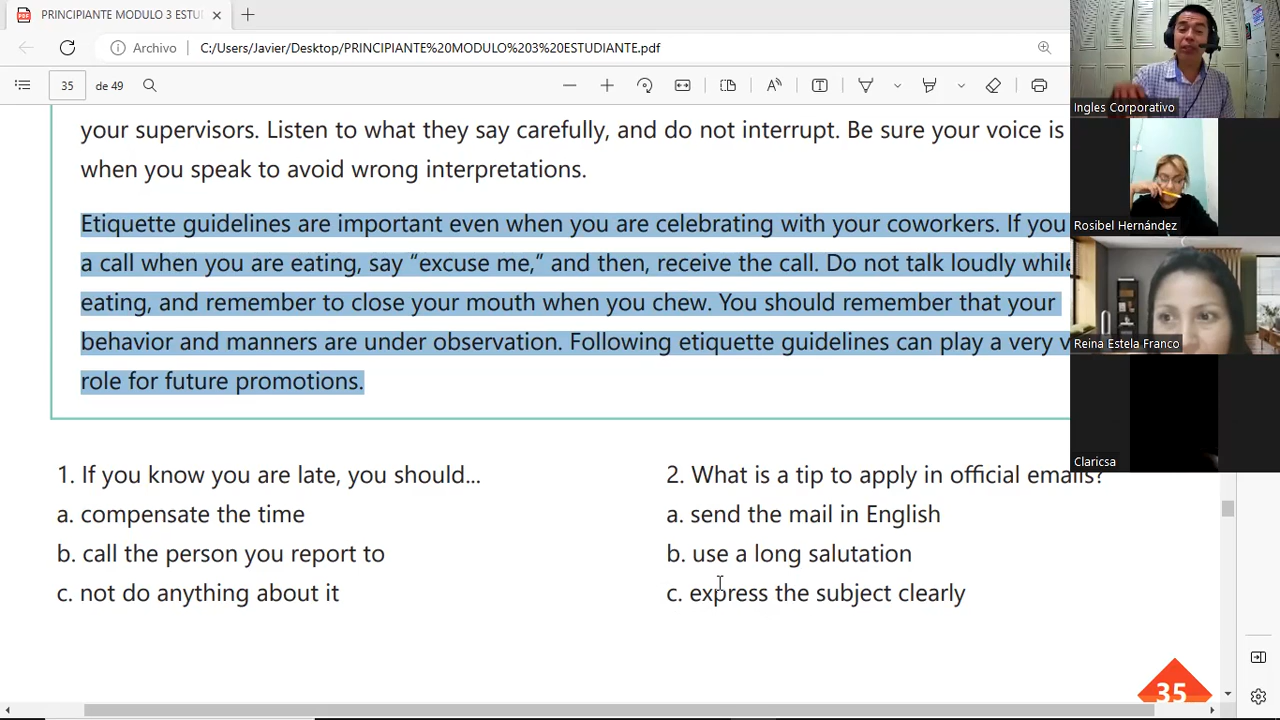 PRINCIPIANTE MODULO 3 ESTU
Archivo
C:/Users/Javier/Desktop/PRINCIPIANTE%20MODULO%203%20ESTUDIANTE.pdf
35 de 49
your supervisors. Listen to what they say carefully, and do not interrupt. Be sure your voice is
when you speak to avoid wrong interpretations.
Etiquette guidelines are important even when you are celebrating with your coworkers. If you
a call when you are eating, say “excuse me,” and then, receive the call. Do not talk loudly while
eating, and remember to close your mouth when you chew. You should remember that your
behavior and manners are under observation. Following etiquette guidelines can play a very v
role for future promotions.
1. If you know you are late, you should...
a. compensate the time
b. call the person you report to
c. not do anything about it
2. What is a tip to apply in official emails?
a. send the mail in English
b. use a long salutation
c. express the subject clearly
35
Ingles Corporativo
Rosibel Hernández
Reina Estela Franco
Claricsa